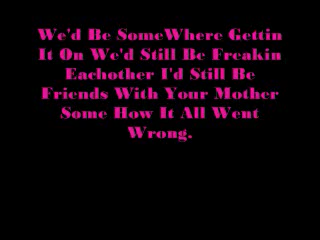 We'd Be SomeWhere Gettin
It On We'd Still Be Freakin
Eachother I'd Still Be
Friends With Your Mother
Some How It All Went
Wrong.